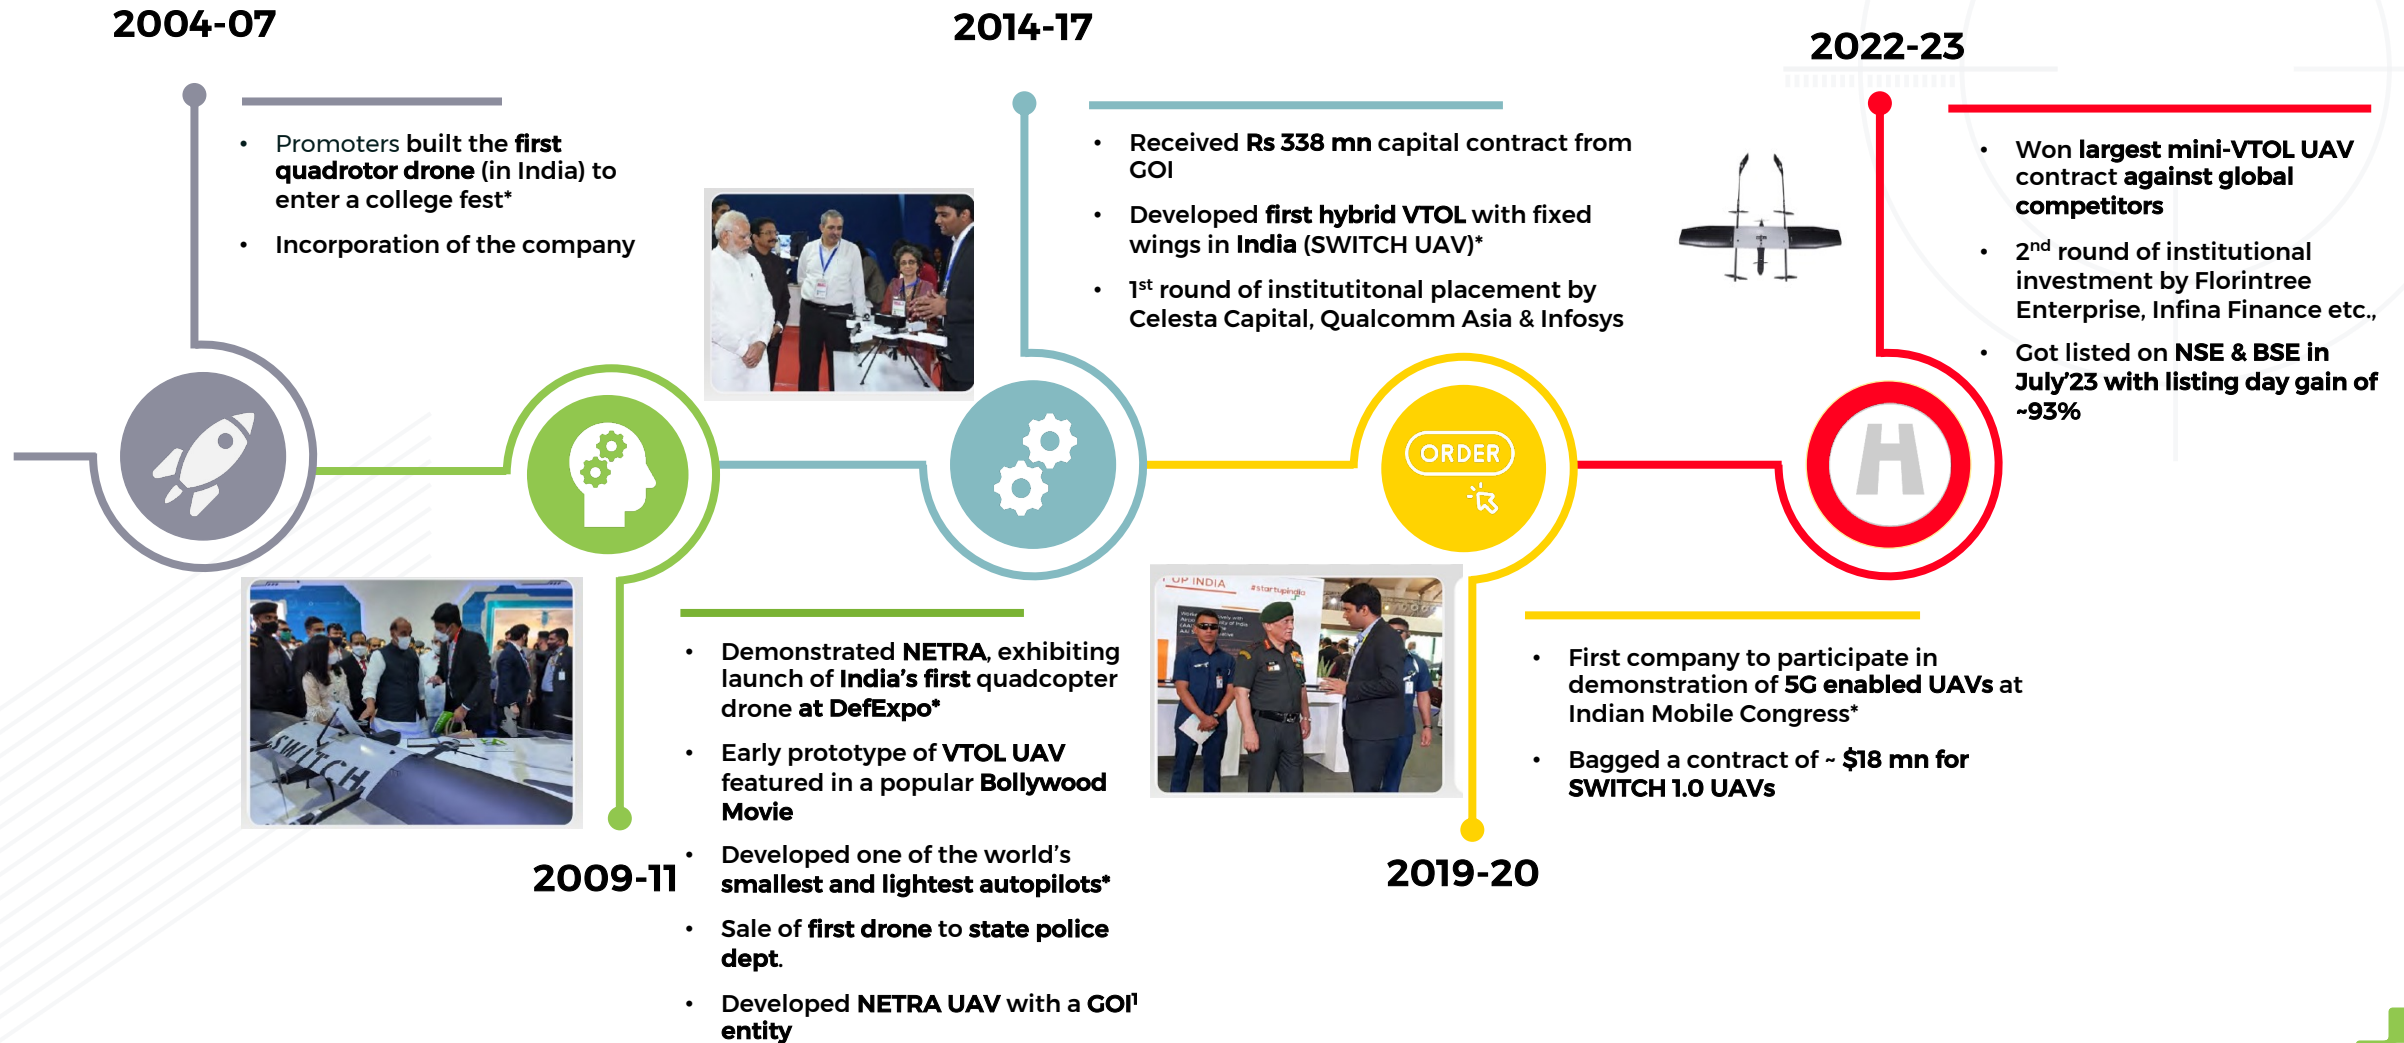 2004-07
• Promoters built the first
quadrotor drone (in India) to
enter a college fest*
• Incorporation of the company
2009-11
• Demonstrated NETRA, exhibiting
launch of India's first quadcopter
drone at DefExpo*
• Early prototype of VTOL UAV
featured in a popular Bollywood
Movie
• Developed one of the world's
smallest and lightest autopilots*
• Sale of first drone to state police
dept.
• Developed NETRA UAV with a GOI¹
entity
SWITCH
2014-17
• Received Rs 338 mn capital contract from
GOI
• Developed first hybrid VTOL with fixed
wings in India (SWITCH UAV)*
• 1st round of institutitonal placement by
Celesta Capital, Qualcomm Asia & Infosys
ORDER
2019-20
• First company to participate in
demonstration of 5G enabled UAVs at
Indian Mobile Congress*
• Bagged a contract of ~ $18 mn for
SWITCH 1.0 UAVs
UP INDIA
#startupindia
2022-23
• Won largest mini-VTOL UAV
contract against global
competitors
• 2nd round of institutional
investment by Florintree
Enterprise, Infina Finance etc.,
• Got listed on NSE & BSE in
July'23 with listing day gain of
~93%